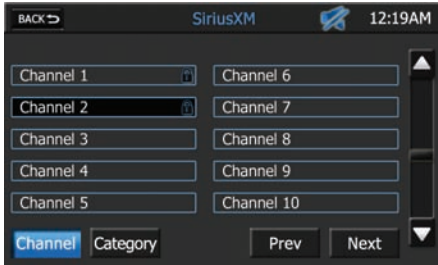 BACK SiriusXM 12:19AM
Channel 1 Channel 6
Channel 2 Channel 7
Channel 3 Channel 8
Channel 4 Channel 9
Channel 5 Channel 10
Channel Category Prev Next